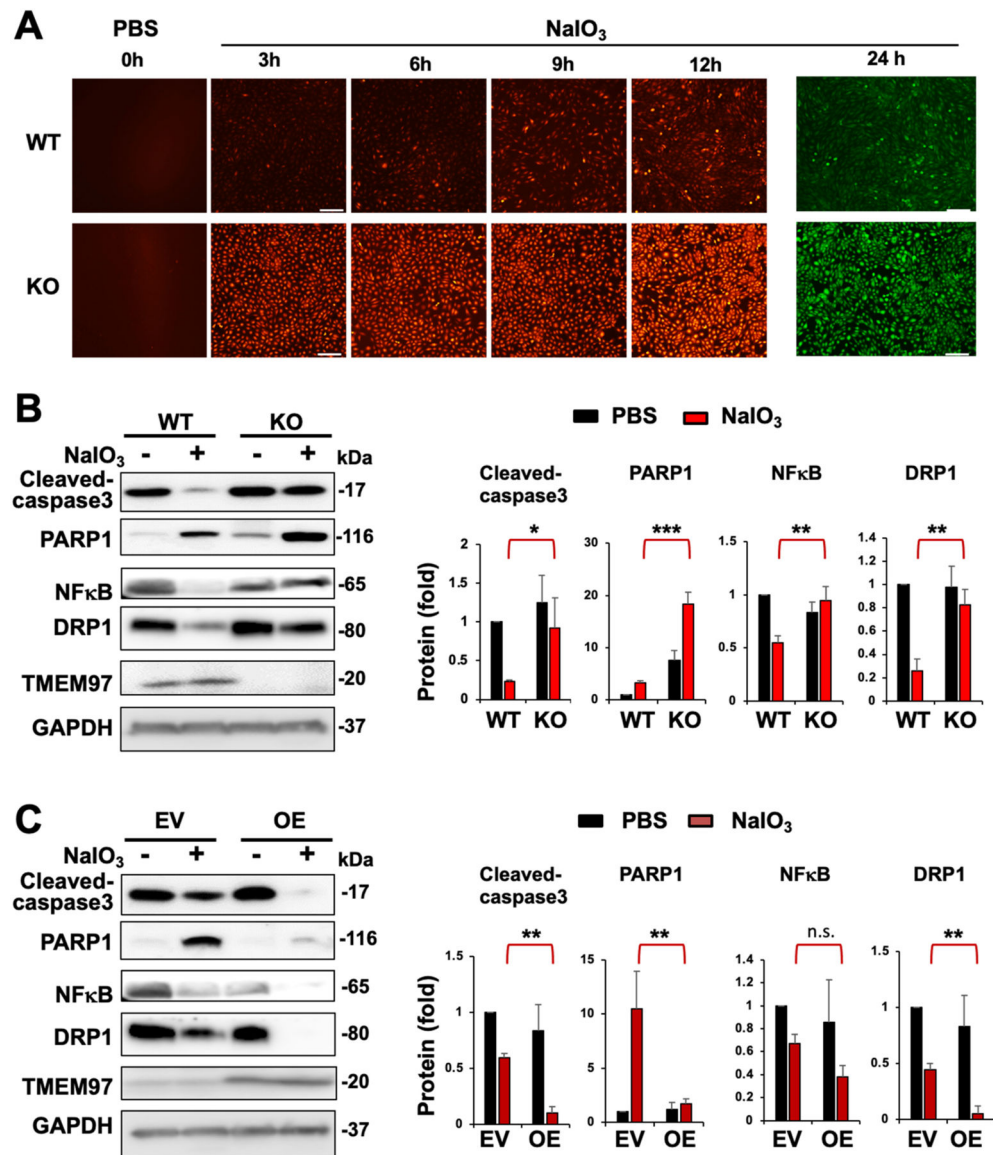 A
PBS
NaIO3
0h 3h 6h 9h 12h 24 h
WT
KO
B
WT KO
NaIO3 - + - + kDa
Cleaved-
caspase3
-17
PARP1 -116
NFκB -65
DRP1 -80
TMEM97 -20
GAPDH -37
PBS NaIO3
Cleaved-
caspase3
PARP1 NFκB DRP1
* *** ** **
Protein (fold)
2
1.5
1
0.5
0
WT KO
30
20
10
0
WT KO
1.5
1
0.5
0
WT KO
1.4
1.2
1
0.8
0.6
0.4
0.2
0
WT KO
C
EV OE
NaIO3 - + - + kDa
Cleaved-
caspase3
-17
PARP1 -116
NFκB -65
DRP1 -80
TMEM97 -20
GAPDH -37
PBS NaIO3
Cleaved-
caspase3
PARP1 NFκB DRP1
** ** n.s. **
Protein (fold)
1.5
1
0.5
0
EV OE
15
10
5
0
EV OE
1.4
1.2
1
0.8
0.6
0.4
0.2
0
EV OE
1.5
1
0.5
0
EV OE